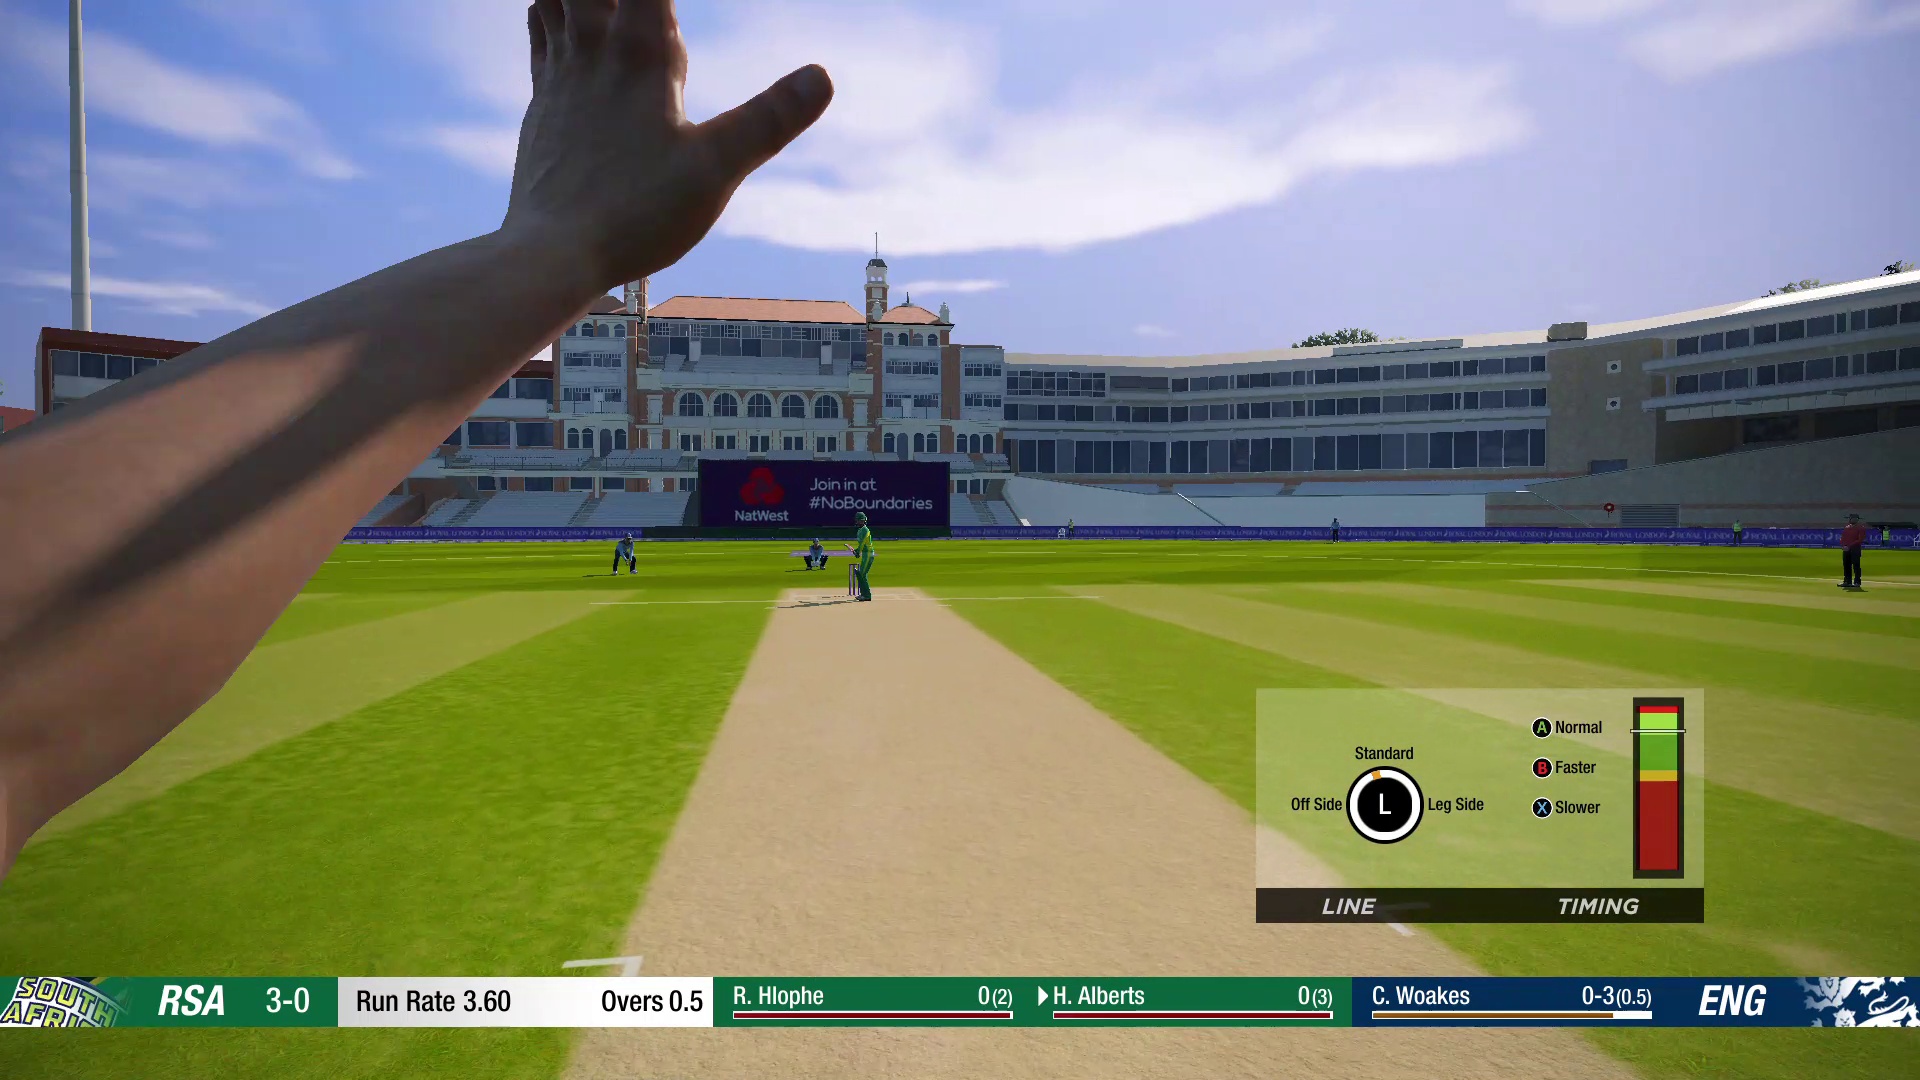 Join in at
#NoBoundaries
NatWest
A Normal
Standard
B Faster
Off Side L Leg Side
X Slower
LINE TIMING
SOUTH
RSA 3-0 Run Rate 3.60 Overs 0.5 R. Hlophe 0(2) H. Alberts 0(3) C. Woakes 0-3(0.5) ENG